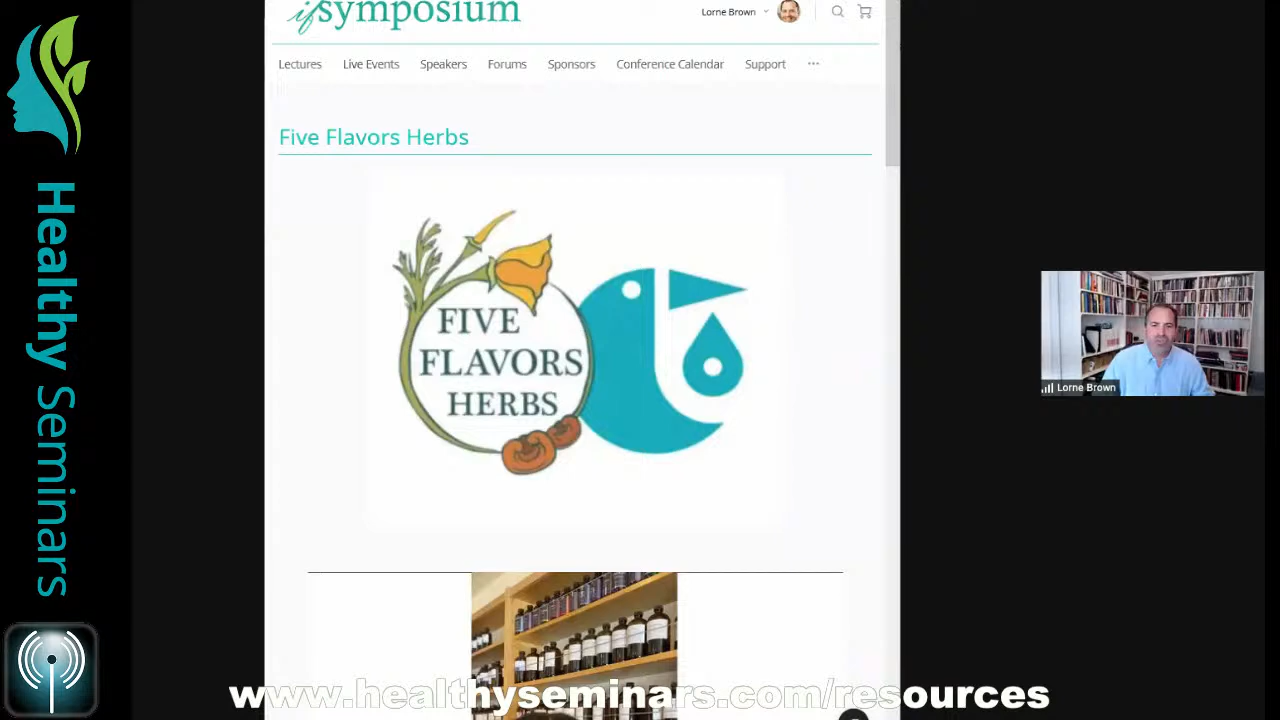 Healthy Seminars
ifsymposium
Lorne Brown
Lectures Live Events Speakers Forums Sponsors Conference Calendar Support ...
Five Flavors Herbs
FIVE
FLAVORS
HERBS
Lorne Brown
www.healthyseminars.com/resources